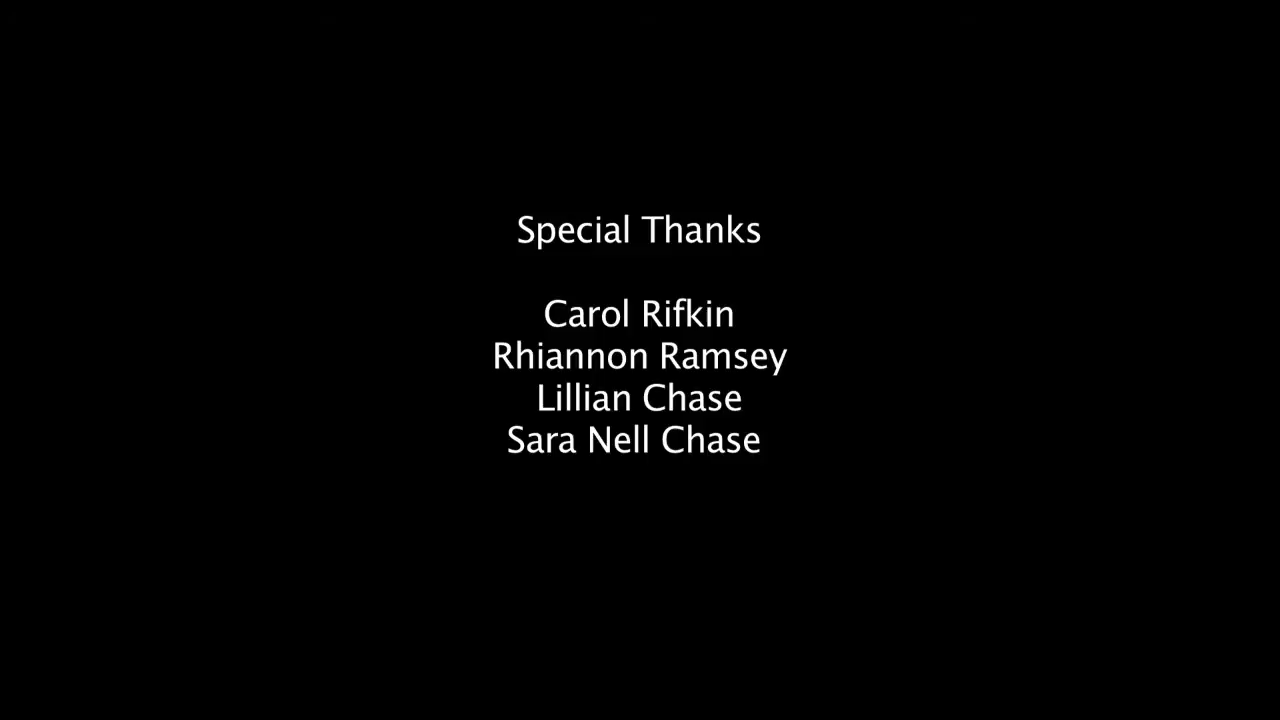 Special Thanks
Carol Rifkin
Rhiannon Ramsey
Lillian Chase
Sara Nell Chase